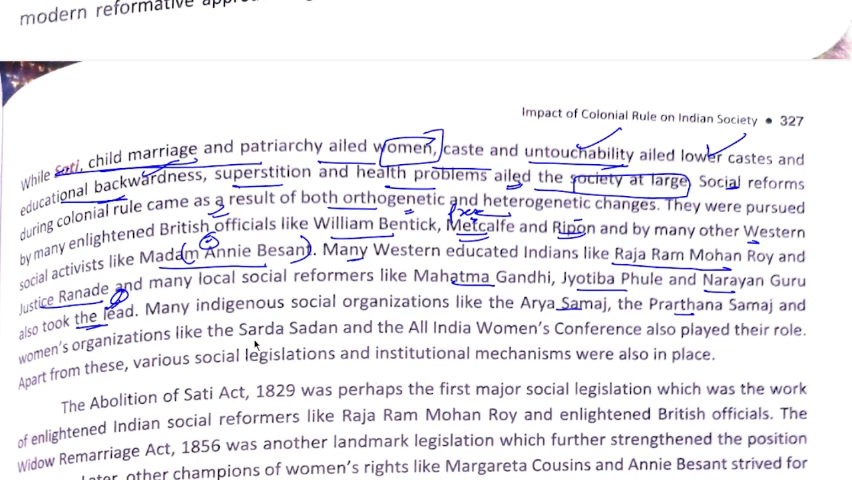 modern reformative
Impact of Colonial Rule on Indian Society • 327
While Sati, child marriage and patriarchy ailed women, caste and untouchability ailed lower castes and
educational backwardness, superstition and health problems ailed the society at large. Social reforms
during colonial rule came as a result of both orthogenetic and heterogenetic changes. They were pursued
by many enlightened British officials like William Bentick, Metcalfe and Ripon and by many other Western
social activists like Madam Annie Besant. Many Western educated Indians like Raja Ram Mohan Roy and
Justice Ranade and many local social reformers like Mahatma Gandhi, Jyotiba Phule and Narayan Guru
also took the lead. Many indigenous social organizations like the Arya Samaj, the Prarthana Samaj and
women's organizations like the Sarda Sadan and the All India Women's Conference also played their role.
Apart from these, various social legislations and institutional mechanisms were also in place.
The Abolition of Sati Act, 1829 was perhaps the first major social legislation which was the work
of enlightened Indian social reformers like Raja Ram Mohan Roy and enlightened British officials. The
Widow Remarriage Act, 1856 was another landmark legislation which further strengthened the position
later, other champions of women's rights like Margareta Cousins and Annie Besant strived for